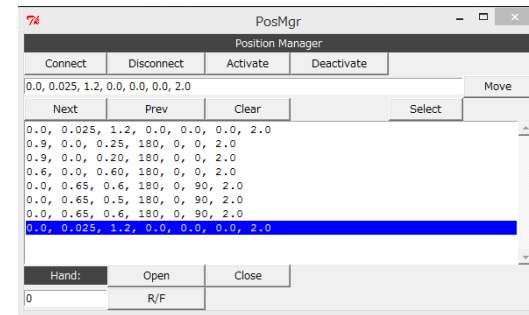 PosMgr
Position Manager
Connect Disconnect Activate Deactivate
0.0, 0.025, 1.2, 0.0, 0.0, 0.0, 2.0 Move
Next Prev Clear Select
0.0, 0.025, 1.2, 0.0, 0.0, 0.0, 2.0
0.9, 0.0, 0.25, 180, 0, 0, 2.0
0.9, 0.0, 0.20, 180, 0, 0, 2.0
0.6, 0.0, 0.60, 180, 0, 0, 2.0
0.0, 0.65, 0.6, 180, 0, 90, 2.0
0.0, 0.65, 0.5, 180, 0, 90, 2.0
0.0, 0.65, 0.6, 180, 0, 90, 2.0
0.0, 0.025, 1.2, 0.0, 0.0, 0.0, 2.0
Hand: Open Close
0 R/F